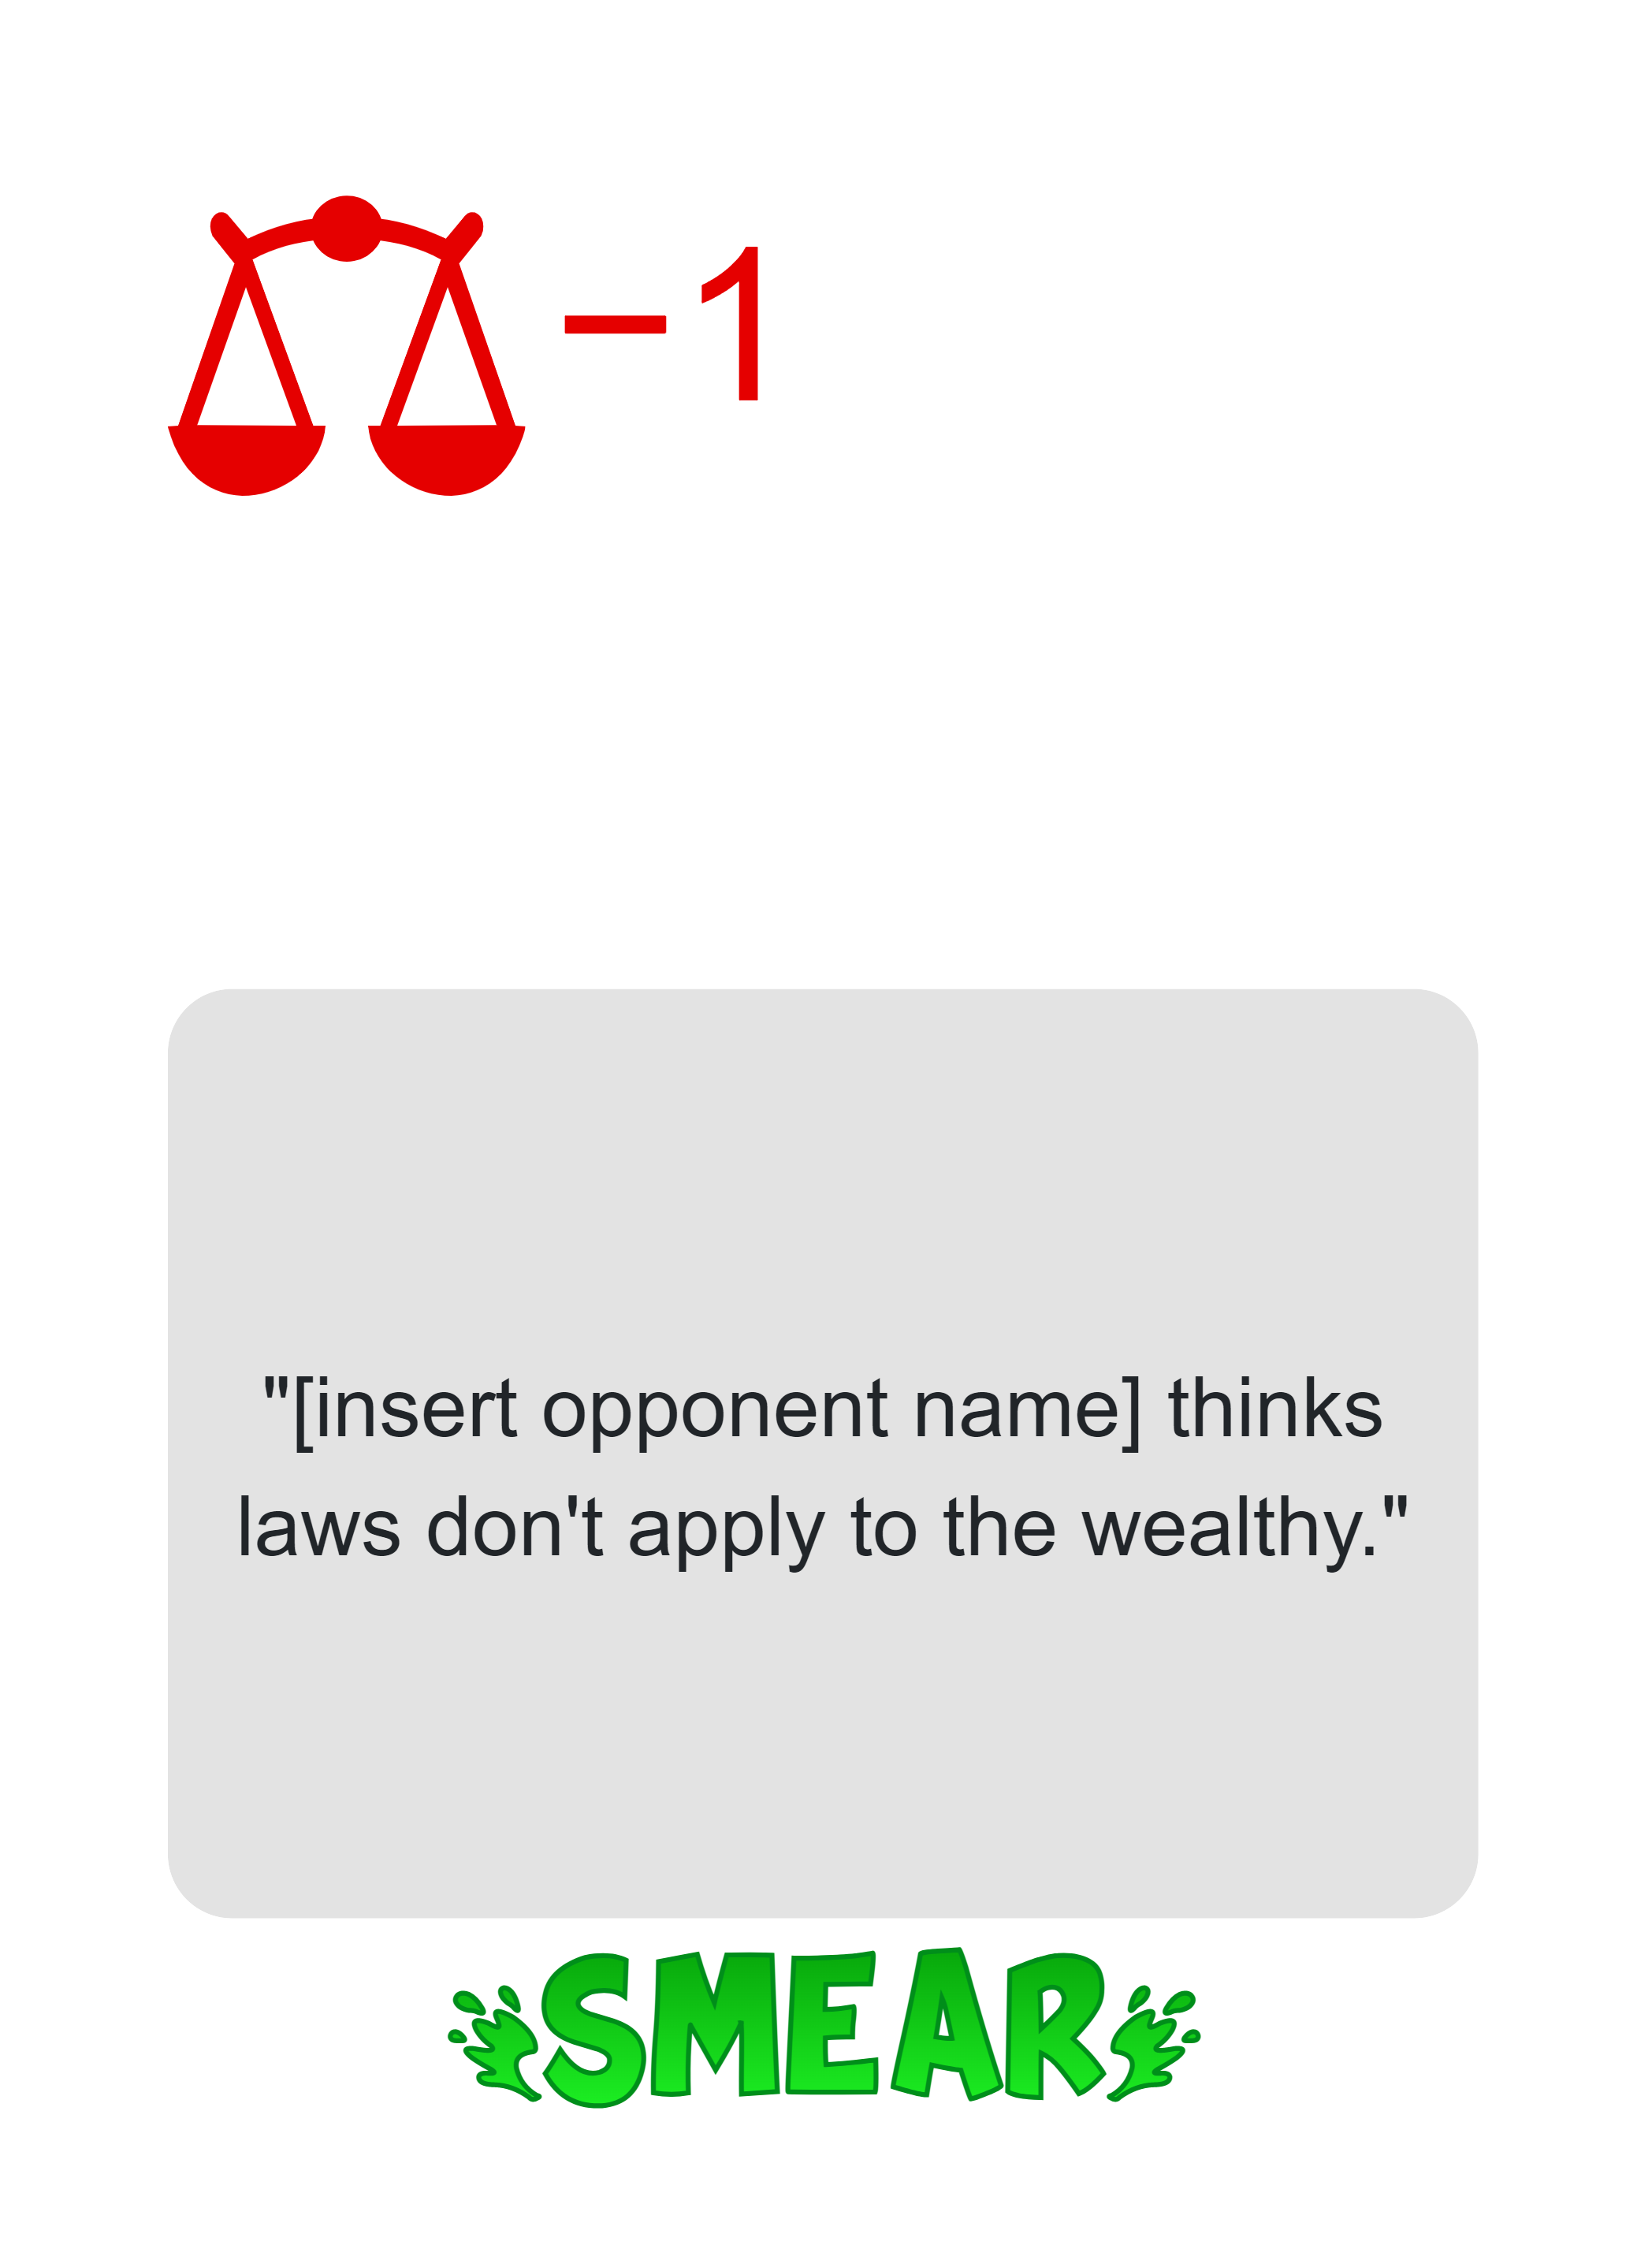 -1
"[insert opponent name] thinks
laws don't apply to the wealthy."
SMEAR